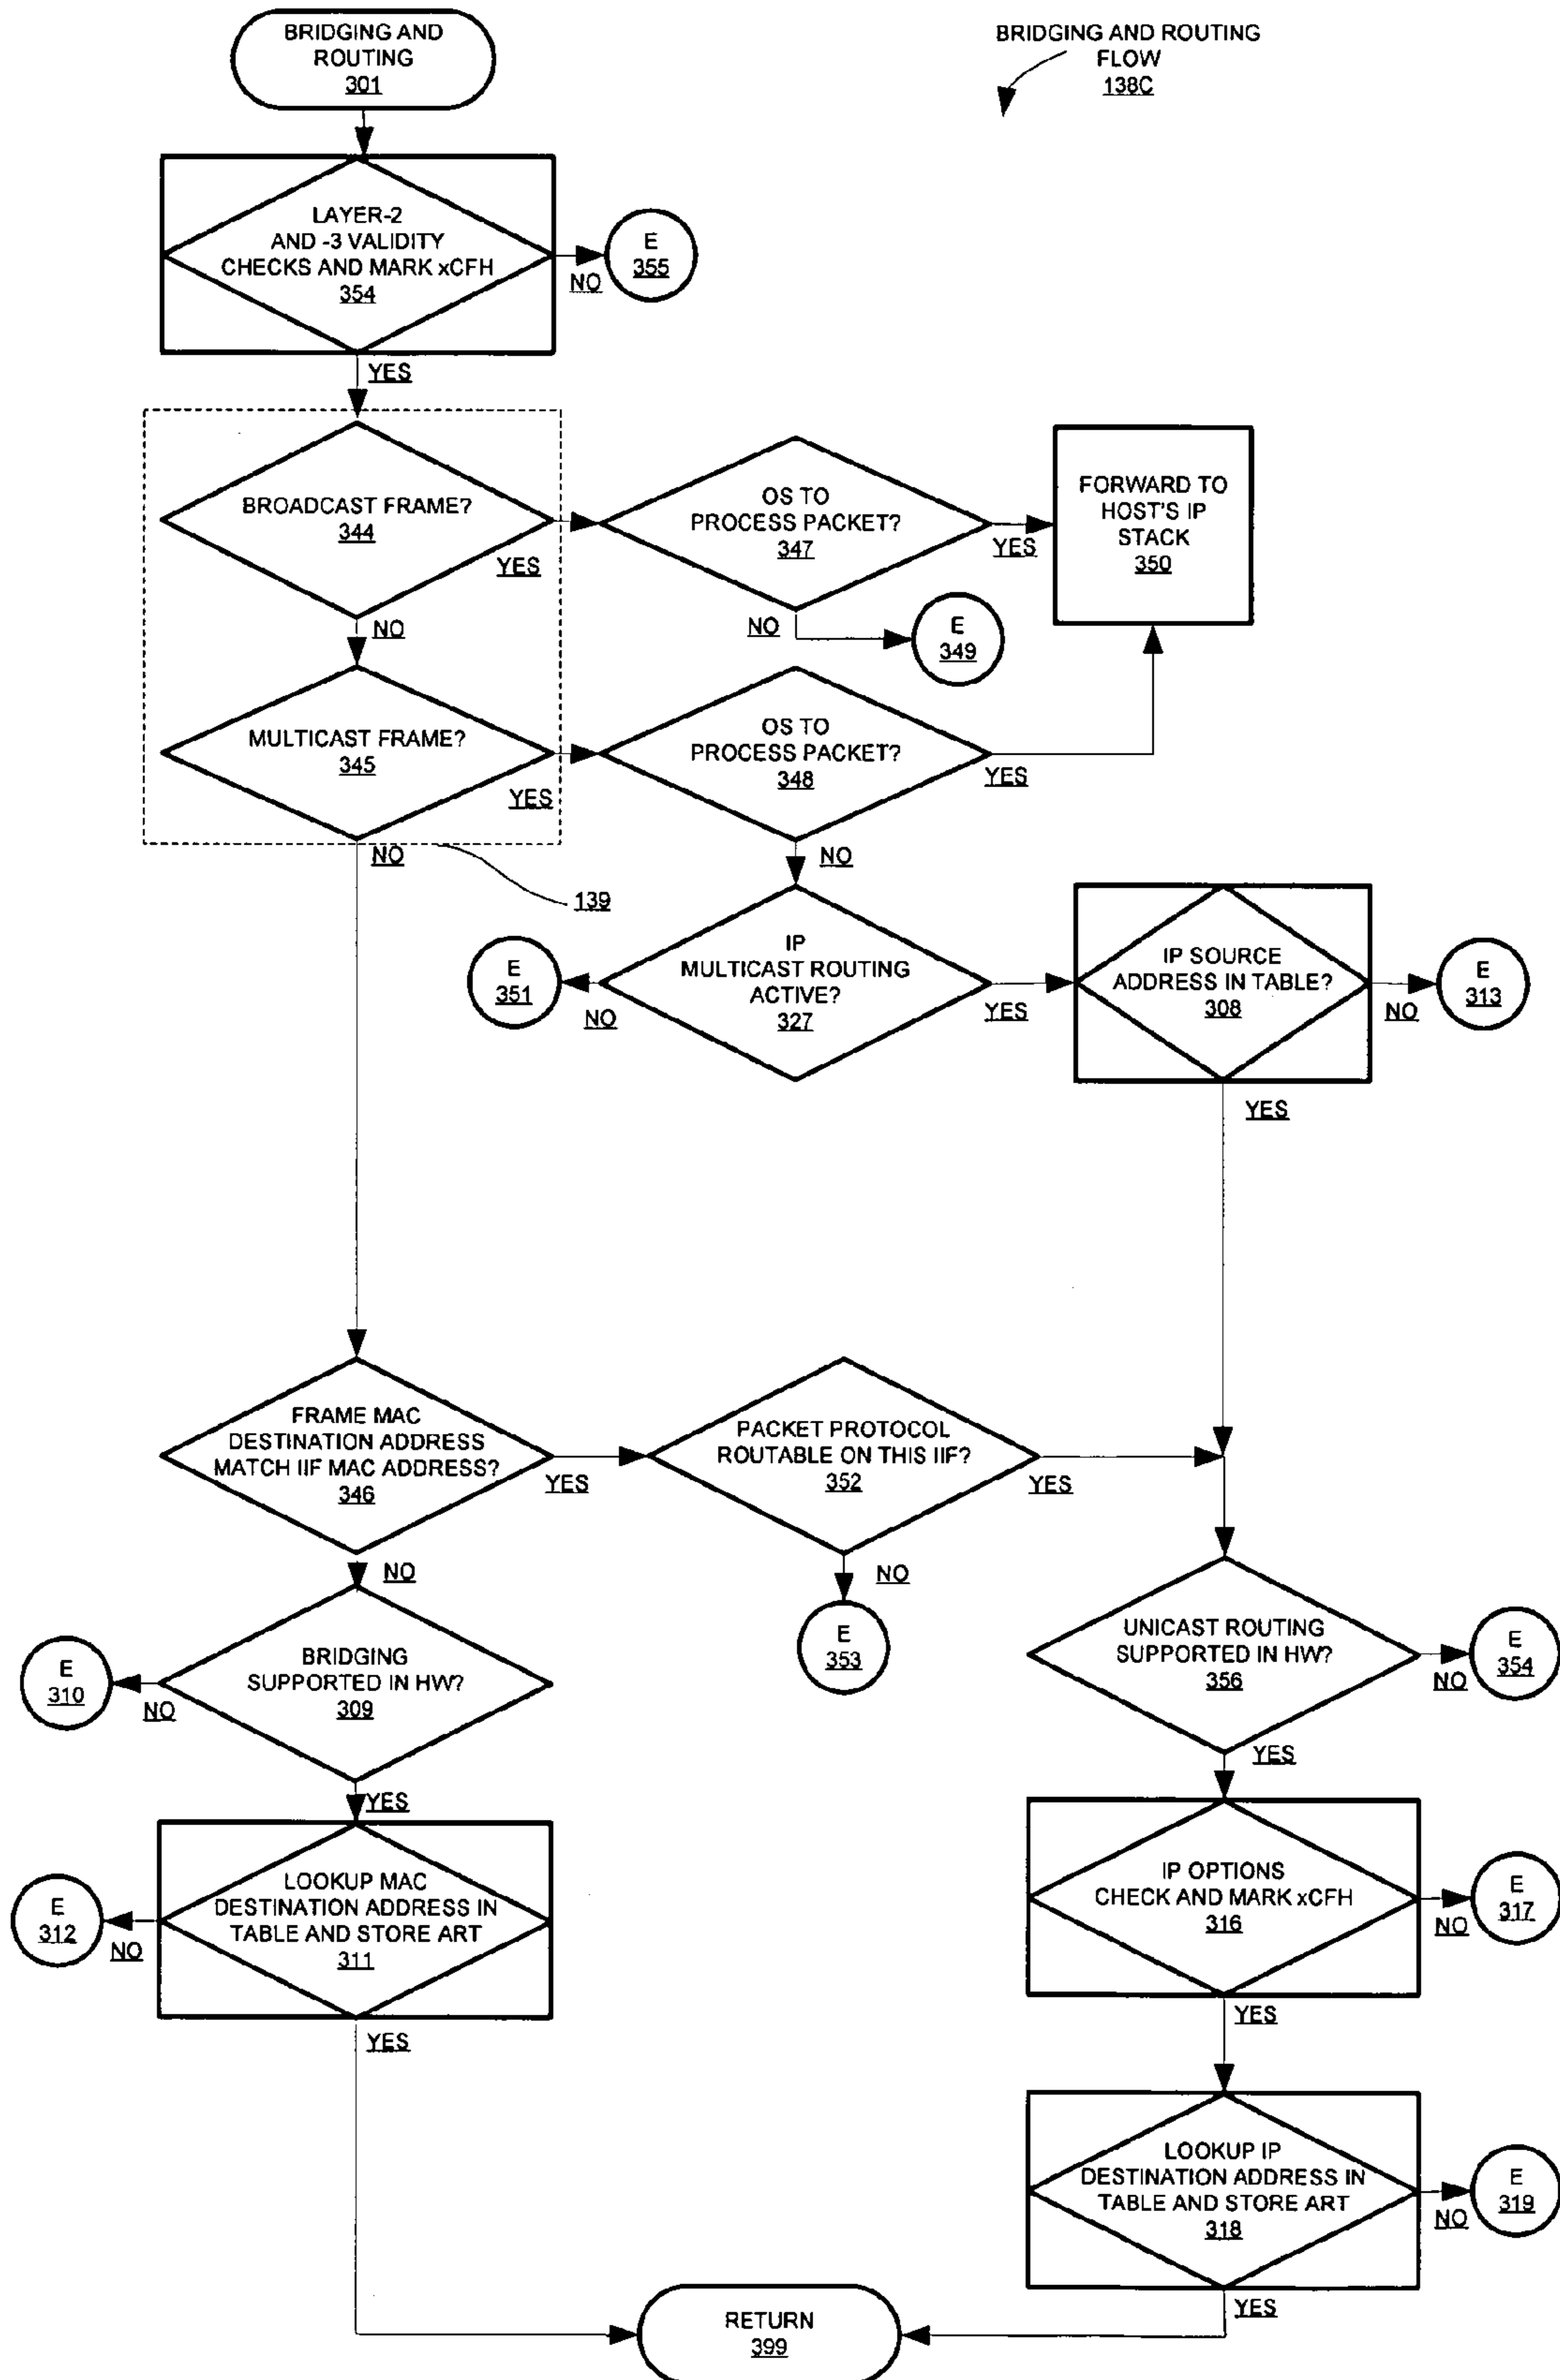 BRIDGING AND
ROUTING
301
BRIDGING AND ROUTING
FLOW
138C
LAYER-2
AND -3 VALIDITY
CHECKS AND MARK xCFH
354
E
355
NO
YES
BROADCAST FRAME?
344
YES
OS TO
PROCESS PACKET?
347
YES
FORWARD TO
HOST'S IP
STACK
350
NO
NO
E
349
MULTICAST FRAME?
345
YES
OS TO
PROCESS PACKET?
348
YES
NO
NO
139
E
351
NO
IP
MULTICAST ROUTING
ACTIVE?
327
YES
IP SOURCE
ADDRESS IN TABLE?
308
NO
E
313
YES
FRAME MAC
DESTINATION ADDRESS
MATCH IIF MAC ADDRESS?
346
YES
PACKET PROTOCOL
ROUTABLE ON THIS IIF?
352
YES
NO
NO
E
353
E
310
NO
BRIDGING
SUPPORTED IN HW?
309
UNICAST ROUTING
SUPPORTED IN HW?
356
NO
E
354
YES
YES
E
312
NO
LOOKUP MAC
DESTINATION ADDRESS IN
TABLE AND STORE ART
311
IP OPTIONS
CHECK AND MARK xCFH
316
NO
E
317
YES
YES
LOOKUP IP
DESTINATION ADDRESS IN
TABLE AND STORE ART
318
NO
E
319
YES
RETURN
399